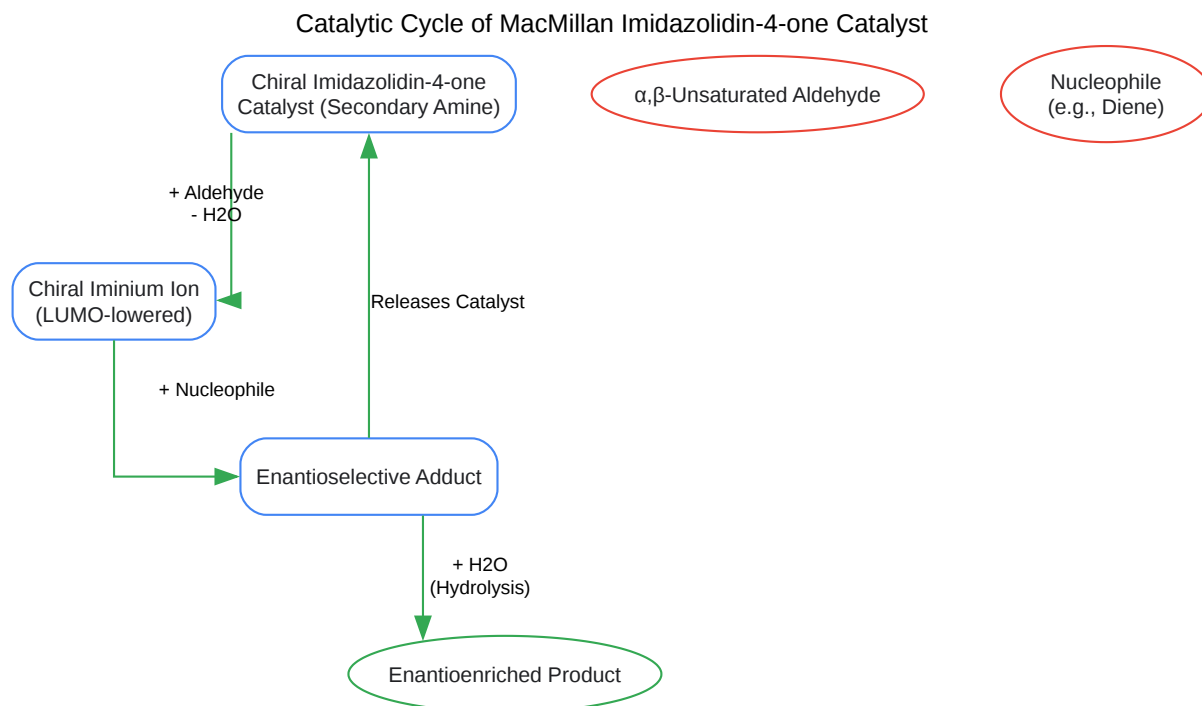 Catalytic Cycle of MacMillan Imidazolidin-4-one Catalyst
Chiral Imidazolidin-4-one
Catalyst (Secondary Amine)
α,β-Unsaturated Aldehyde
Nucleophile
(e.g., Diene)
+ Aldehyde
- H2O
Chiral Iminium Ion
(LUMO-lowered)
Releases Catalyst
+ Nucleophile
Enantioselective Adduct
+ H2O
(Hydrolysis)
Enantioenriched Product